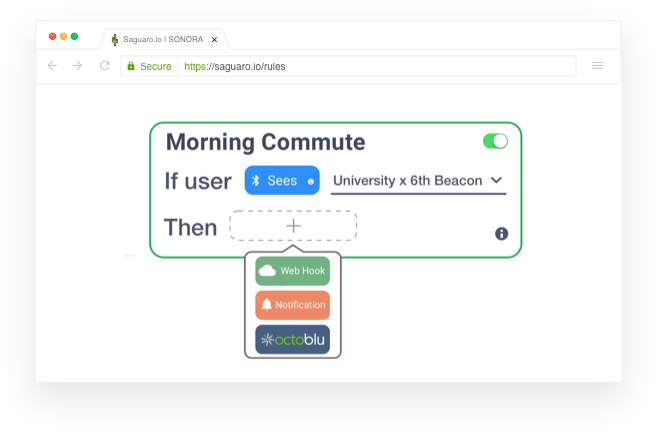 Saguaro.io | SONORA
Secure https://saguaro.io/rules
Morning Commute
If user Sees University x 6th Beacon
Then
Web Hook
Notification
octoblu